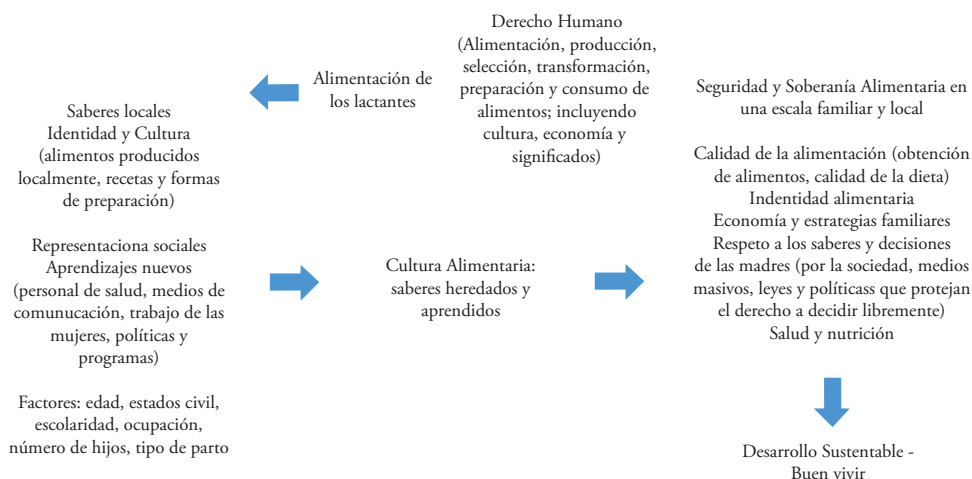 Derecho Humano
(Alimentación, producción,
selección, transformación,
preparación y consumo de
alimentos; incluyendo
cultura, economía y
significados)
Alimentación de
los lactantes
Saberes locales
Identidad y Cultura
(alimentos producidos
localmente, recetas y formas
de preparación)
Representaciona sociales
Aprendizajes nuevos
(personal de salud, medios de
comunucación, trabajo de las
mujeres, políticas y
programas)
Factores: edad, estados civil,
escolaridad, ocupación,
número de hijos, tipo de parto
Cultura Alimentaria:
saberes heredados y
aprendidos
Seguridad y Soberanía Alimentaria en
una escala familiar y local
Calidad de la alimentación (obtención
de alimentos, calidad de la dieta)
Indentidad alimentaria
Economía y estrategias familiares
Respeto a los saberes y decisiones
de las madres (por la sociedad, medios
masivos, leyes y políticass que protejan
el derecho a decidir libremente)
Salud y nutrición
Desarrollo Sustentable -
Buen vivir